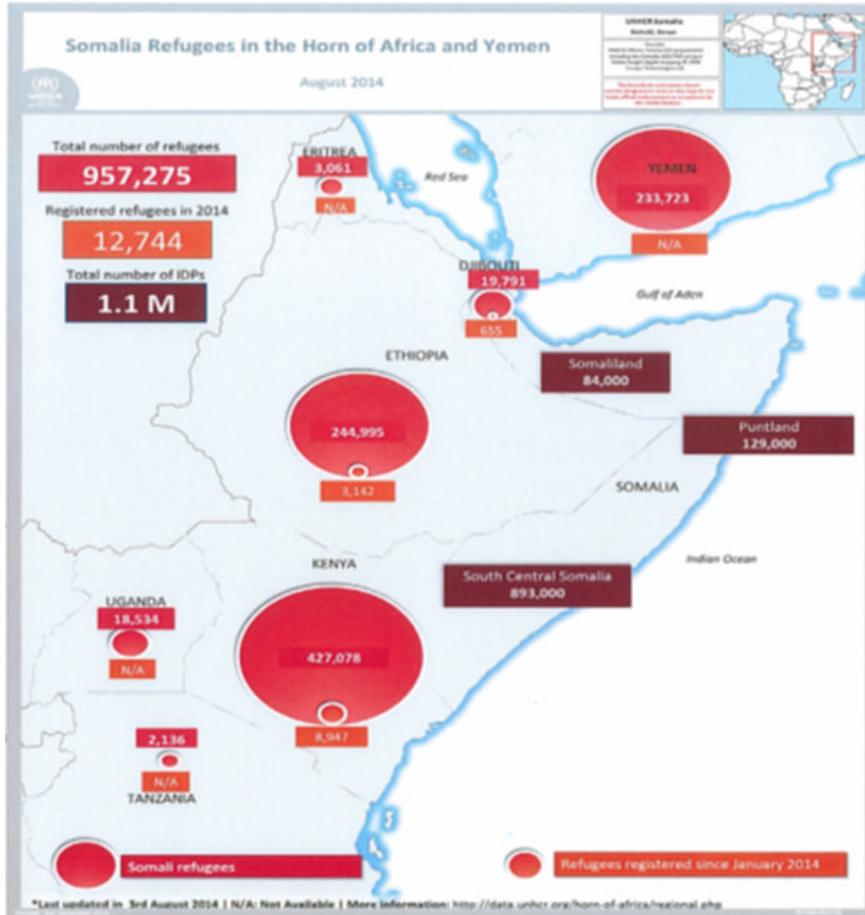 Somalia Refugees in the Horn of Africa and Yemen
August 2014
UNHCR Somalia
Nairobi, Kenya
Total number of refugees
957,275
Registered refugees in 2014
12,744
Total number of IDPs
1.1 M
ERITREA
3,061
N/A
Red Sea
YEMEN
233,723
N/A
DJIBOUTI
19,791
655
Gulf of Aden
ETHIOPIA
244,995
3,142
Somaliland
84,000
Puntland
129,000
SOMALIA
Indian Ocean
South Central Somalia
893,000
KENYA
427,078
8,947
UGANDA
18,534
N/A
2,136
N/A
TANZANIA
Somali refugees
Refugees registered since January 2014
*Last updated in 3rd August 2014 | N/A: Not Available | More information: http://data.unhcr.org/horn-of-africa/regional.php